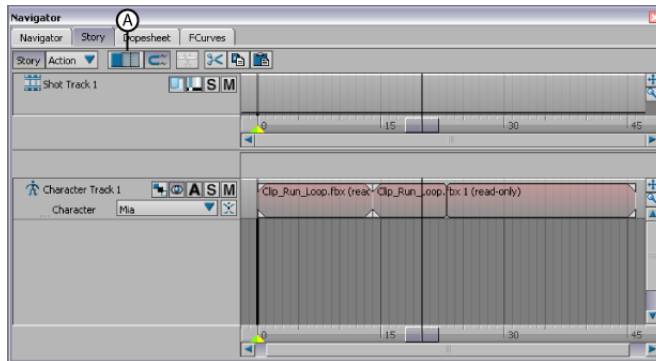 Navigator
A
Navigator Story Dopesheet FCurves
Story Action
Shot Track 1 S M
0 15 30 45
Character Track 1 A S M
Clip_Run_Loop.fbx (read- Clip_Run_Loop.fbx 1 (read-only)
Character Mia
0 15 30 45